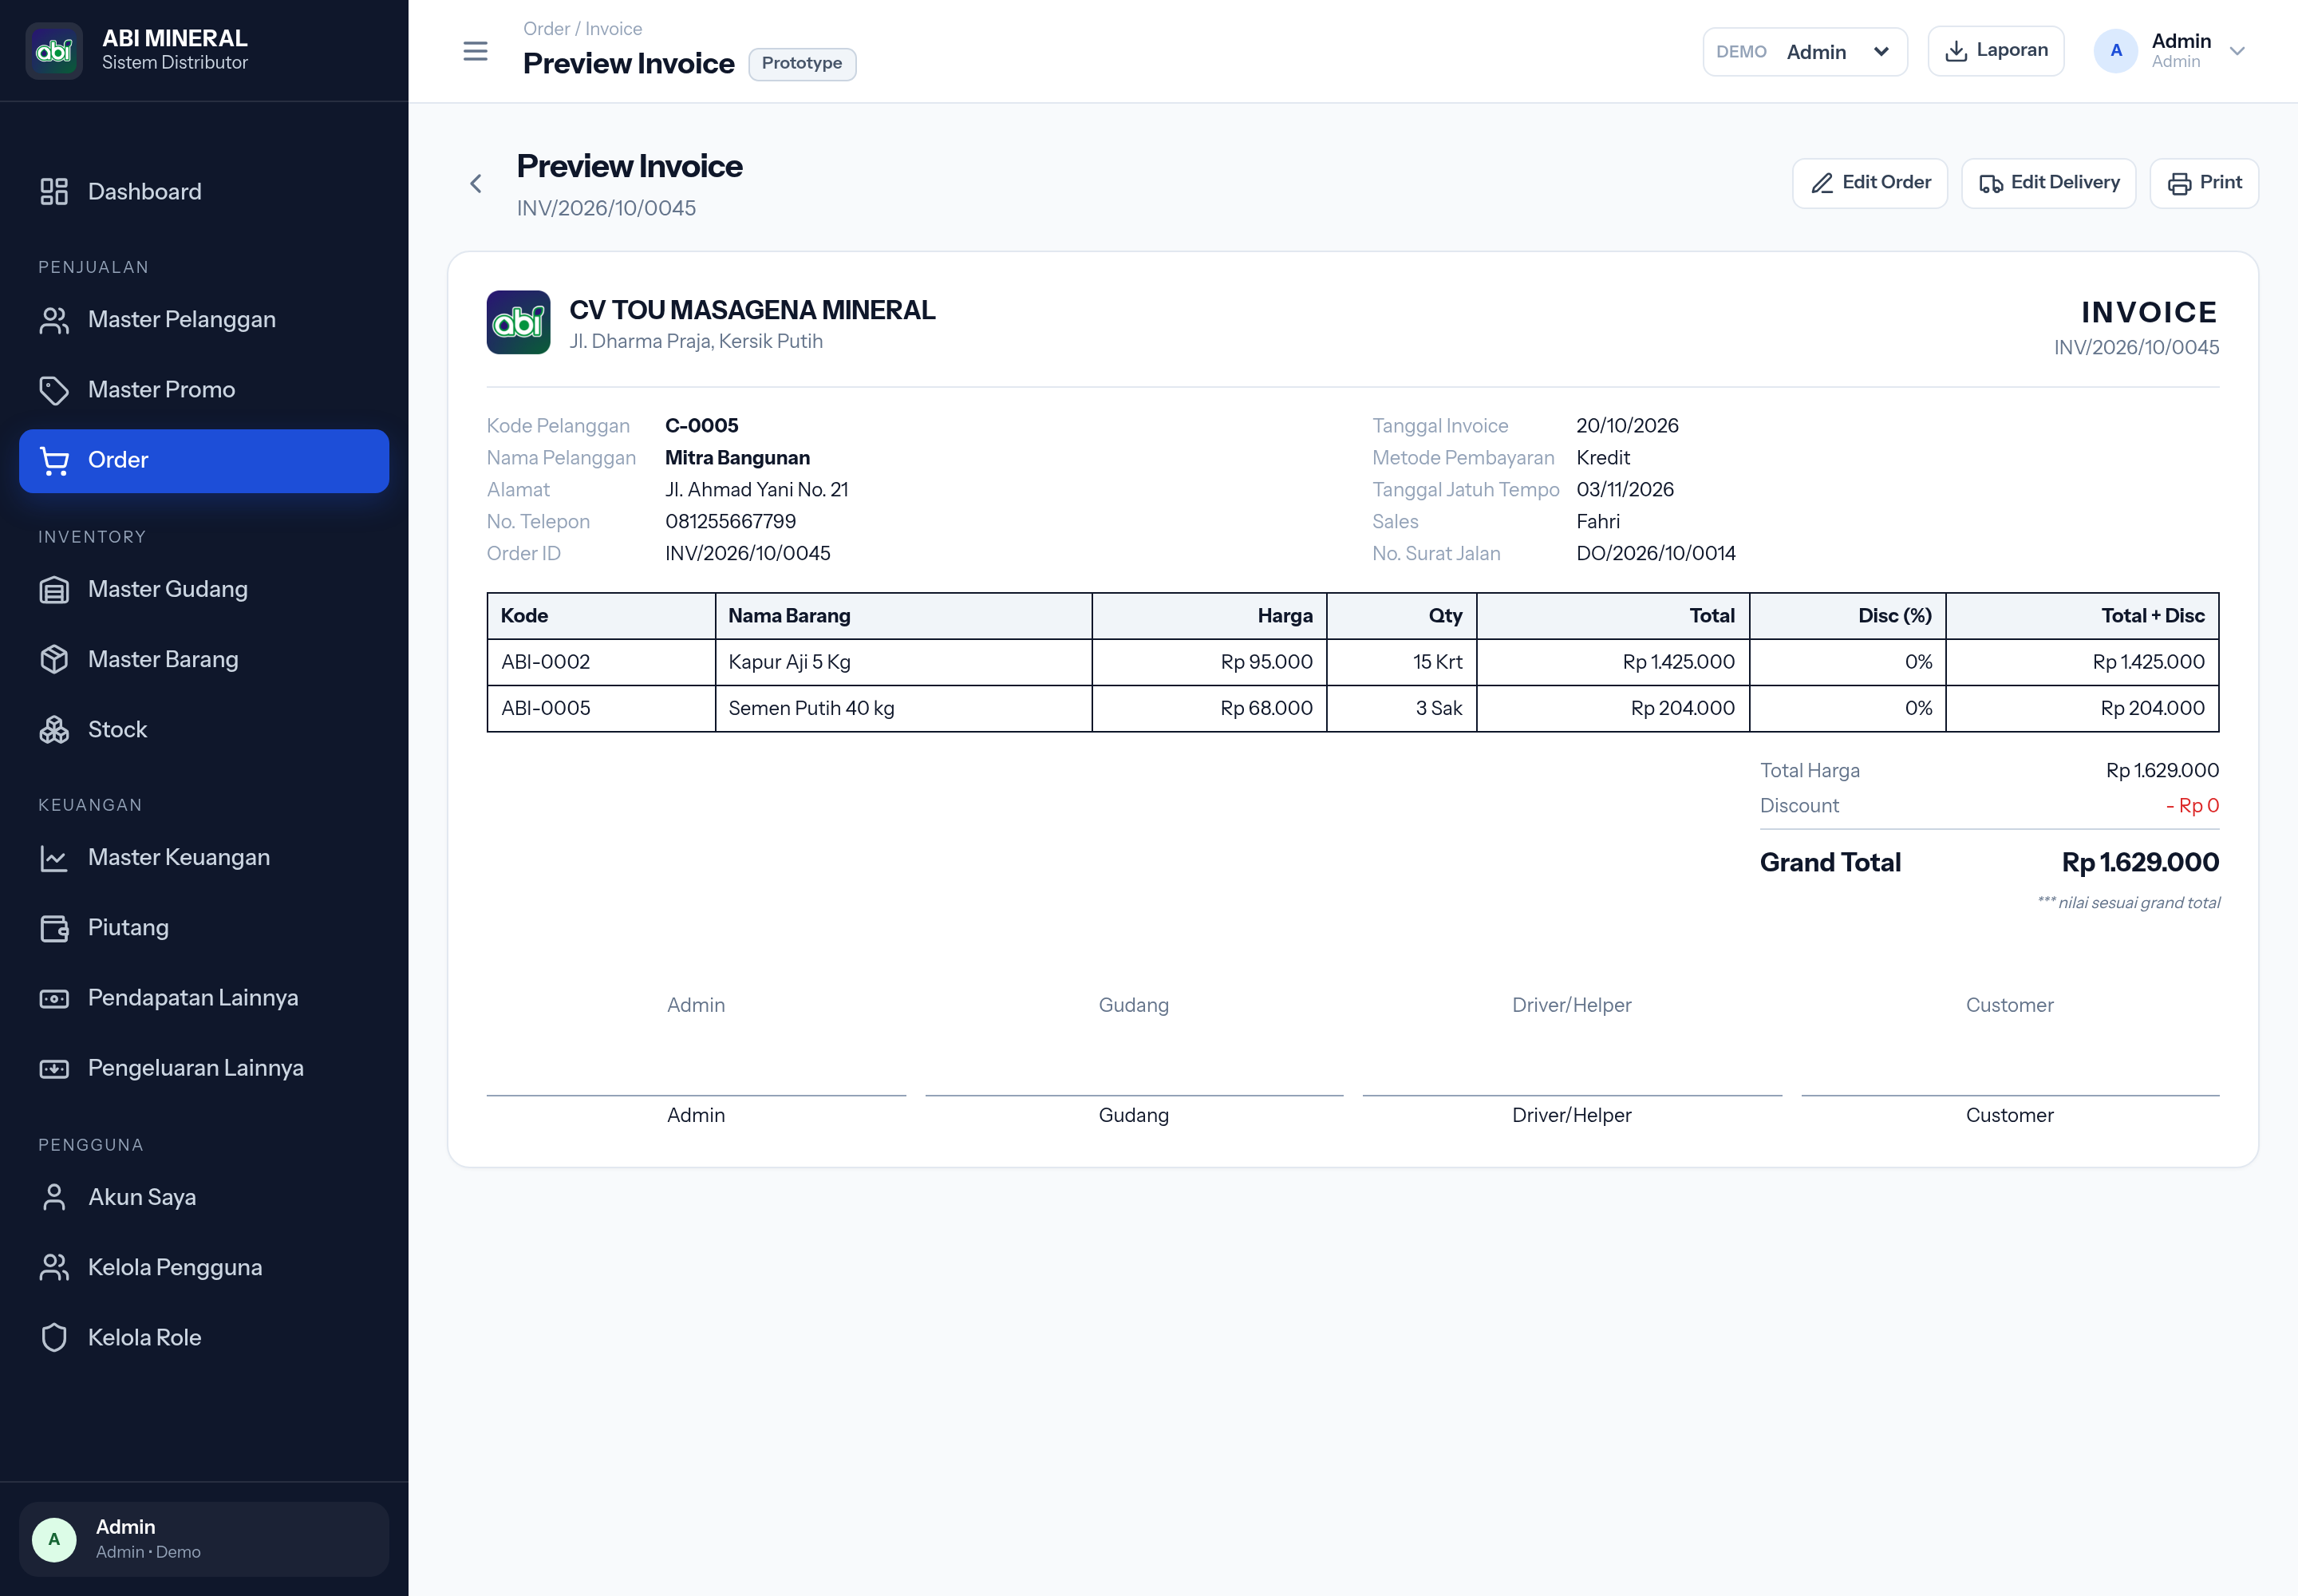 abi
ABI MINERAL
Sistem Distributor
Dashboard
PENJUALAN
Master Pelanggan
Master Promo
Order
INVENTORY
Master Gudang
Master Barang
Stock
KEUANGAN
Master Keuangan
Piutang
Pendapatan Lainnya
Pengeluaran Lainnya
PENGGUNA
Akun Saya
Kelola Pengguna
Kelola Role
A
Admin
Admin • Demo
Order / Invoice
Preview Invoice Prototype
DEMO Admin
Laporan
A
Admin
Admin
Preview Invoice
INV/2026/10/0045
Edit Order
Edit Delivery
Print
abi
CV TOU MASAGENA MINERAL
Jl. Dharma Praja, Kersik Putih
INVOICE
INV/2026/10/0045
Kode Pelanggan C-0005
Nama Pelanggan Mitra Bangunan
Alamat Jl. Ahmad Yani No. 21
No. Telepon 081255667799
Order ID INV/2026/10/0045
Tanggal Invoice 20/10/2026
Metode Pembayaran Kredit
Tanggal Jatuh Tempo 03/11/2026
Sales Fahri
No. Surat Jalan DO/2026/10/0014
Kode Nama Barang Harga Qty Total Disc (%) Total + Disc
ABI-0002 Kapur Aji 5 Kg Rp 95.000 15 Krt Rp 1.425.000 0% Rp 1.425.000
ABI-0005 Semen Putih 40 kg Rp 68.000 3 Sak Rp 204.000 0% Rp 204.000
Total Harga Rp 1.629.000
Discount - Rp 0
Grand Total Rp 1.629.000
*** nilai sesuai grand total
Admin Gudang Driver/Helper Customer
Admin Gudang Driver/Helper Customer